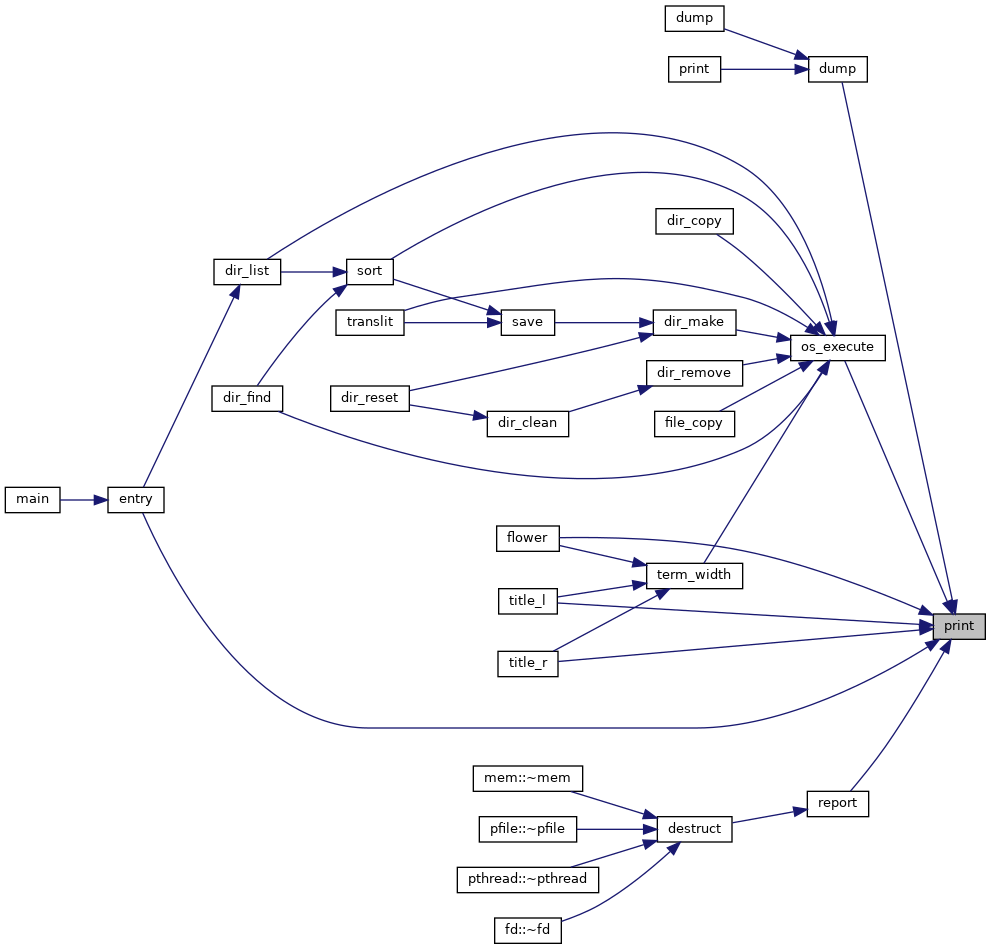 dump
print
dump
dir_copy
dir_list
sort
translit
save
dir_make
os_execute
dir_remove
dir_find
dir_reset
dir_clean
file_copy
main
entry
flower
term_width
title_l
print
title_r
mem::~mem
report
pfile::~pfile
destruct
pthread::~pthread
fd::~fd